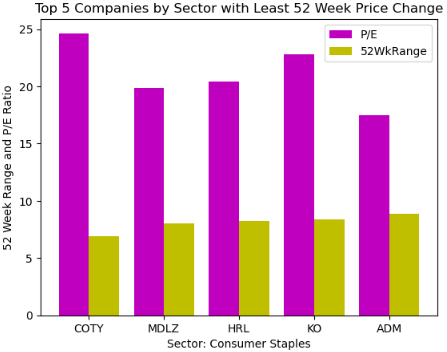 Top 5 Companies by Sector with Least 52 Week Price Change
P/E
52WkRange
52 Week Range and P/E Ratio
25
20
15
10
5
0
COTY MDLZ HRL KO ADM
Sector: Consumer Staples